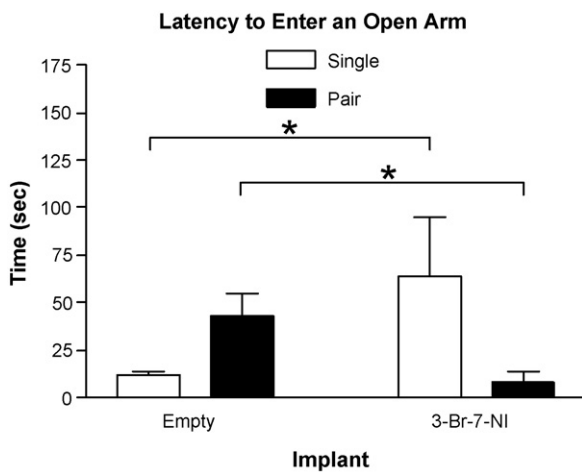 Latency to Enter an Open Arm
Single
Pair
175
150
125
100
75
50
25
0
Time (sec)
*
*
Empty
3-Br-7-NI
Implant